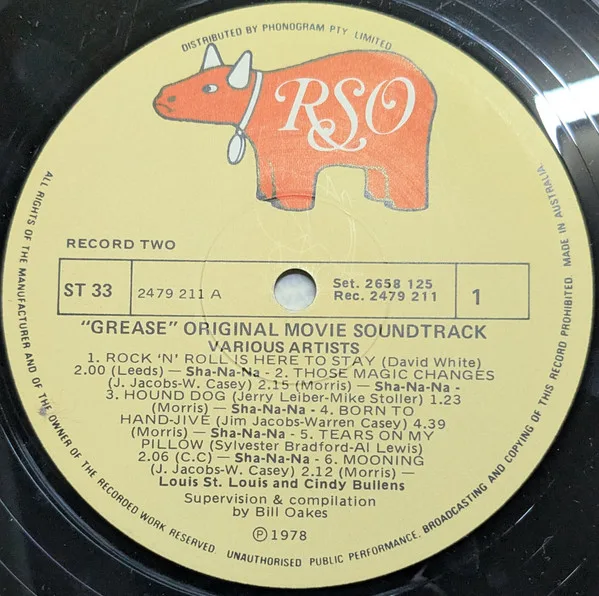 DISTRIBUTED BY PHONOGRAM PTY. LIMITED
RSO
RECORD TWO
ST 33
2479 211 A
Set. 2658 125
Rec. 2479 211
1
"GREASE" ORIGINAL MOVIE SOUNDTRACK
VARIOUS ARTISTS
1. ROCK 'N' ROLL IS HERE TO STAY (David White)
2.00 (Leeds) – Sha-Na-Na - 2. THOSE MAGIC CHANGES
(J. Jacobs-W. Casey) 2.15 (Morris) – Sha-Na-Na -
3. HOUND DOG (Jerry Leiber-Mike Stoller) 1.23
(Morris) – Sha-Na-Na - 4. BORN TO
HAND-JIVE (Jim Jacobs-Warren Casey) 4.39
(Morris) – Sha-Na-Na - 5. TEARS ON MY
PILLOW (Sylvester Bradford-Al Lewis)
2.06 (C.C) – Sha-Na-Na - 6. MOONING
(J. Jacobs-W. Casey) 2.12 (Morris) –
Louis St. Louis and Cindy Bullens
Supervision & compilation
by Bill Oakes
℗ 1978
ALL RIGHTS OF THE MANUFACTURER AND OF THE OWNER OF THE RECORDED WORK RESERVED UNAUTHORISED PUBLIC PERFORMANCE, BROADCASTING AND COPYING OF THIS RECORD PROHIBITED MADE IN AUSTRALIA.